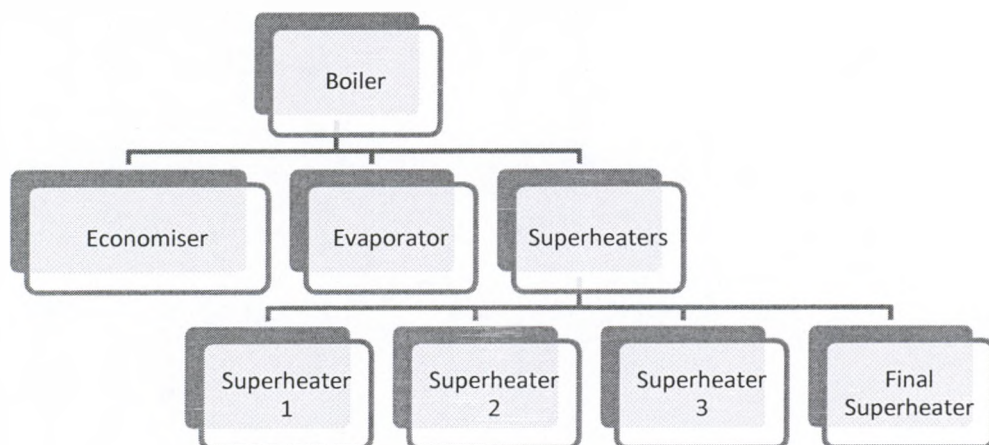 Boiler
Economiser
Evaporator
Superheaters
Superheater
1
Superheater
2
Superheater
3
Final
Superheater